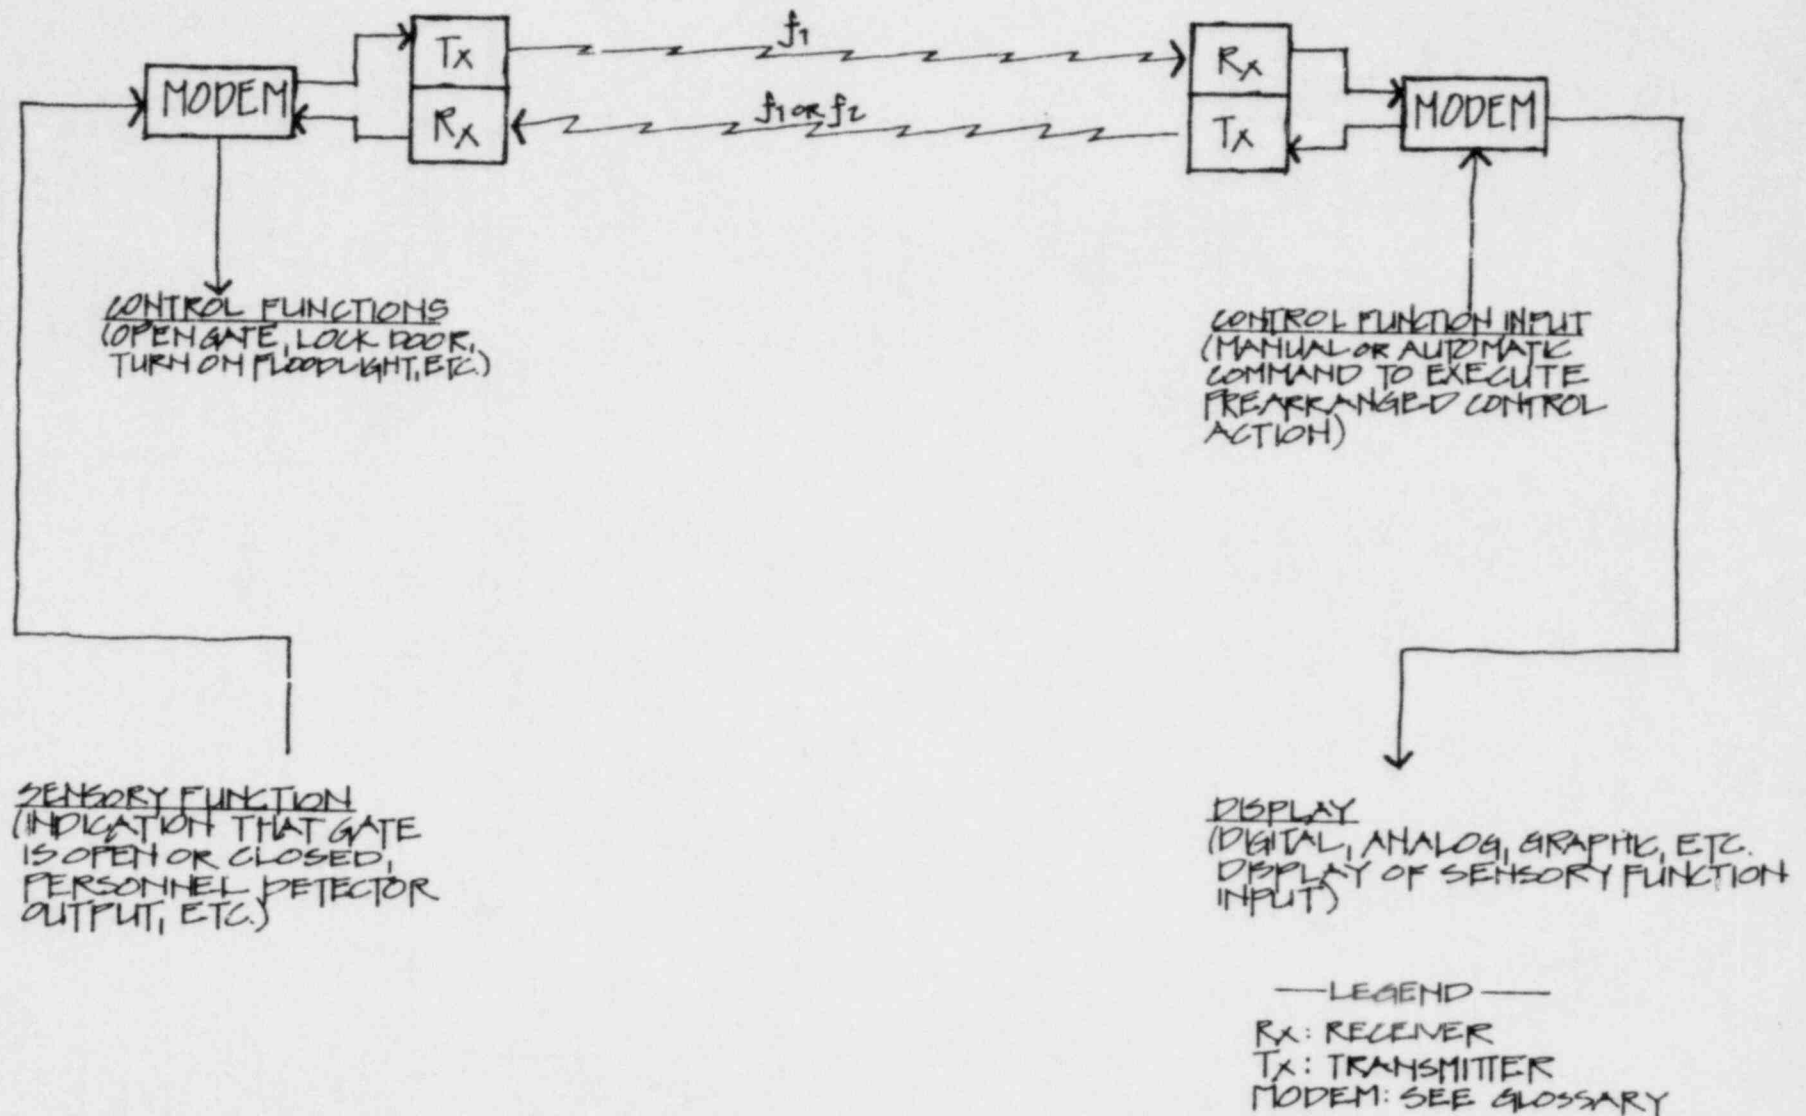 Tx
f1
Rx
MODEM
MODEM
Rx
f1 OR f2
Tx
CONTROL FUNCTIONS
(OPEN GATE, LOCK DOOR,
TURN ON FLOODLIGHT, ETC.)
CONTROL FUNCTION INPUT
(MANUAL OR AUTOMATIC
COMMAND TO EXECUTE
PREARRANGED CONTROL
ACTION)
SENSORY FUNCTION
(INDICATION THAT GATE
IS OPEN OR CLOSED,
PERSONNEL DETECTOR
OUTPUT, ETC.)
DISPLAY
(DIGITAL, ANALOG, GRAPHIC, ETC.
DISPLAY OF SENSORY FUNCTION
INPUT)
—LEGEND—
Rx: RECEIVER
Tx: TRANSMITTER
MODEM: SEE GLOSSARY